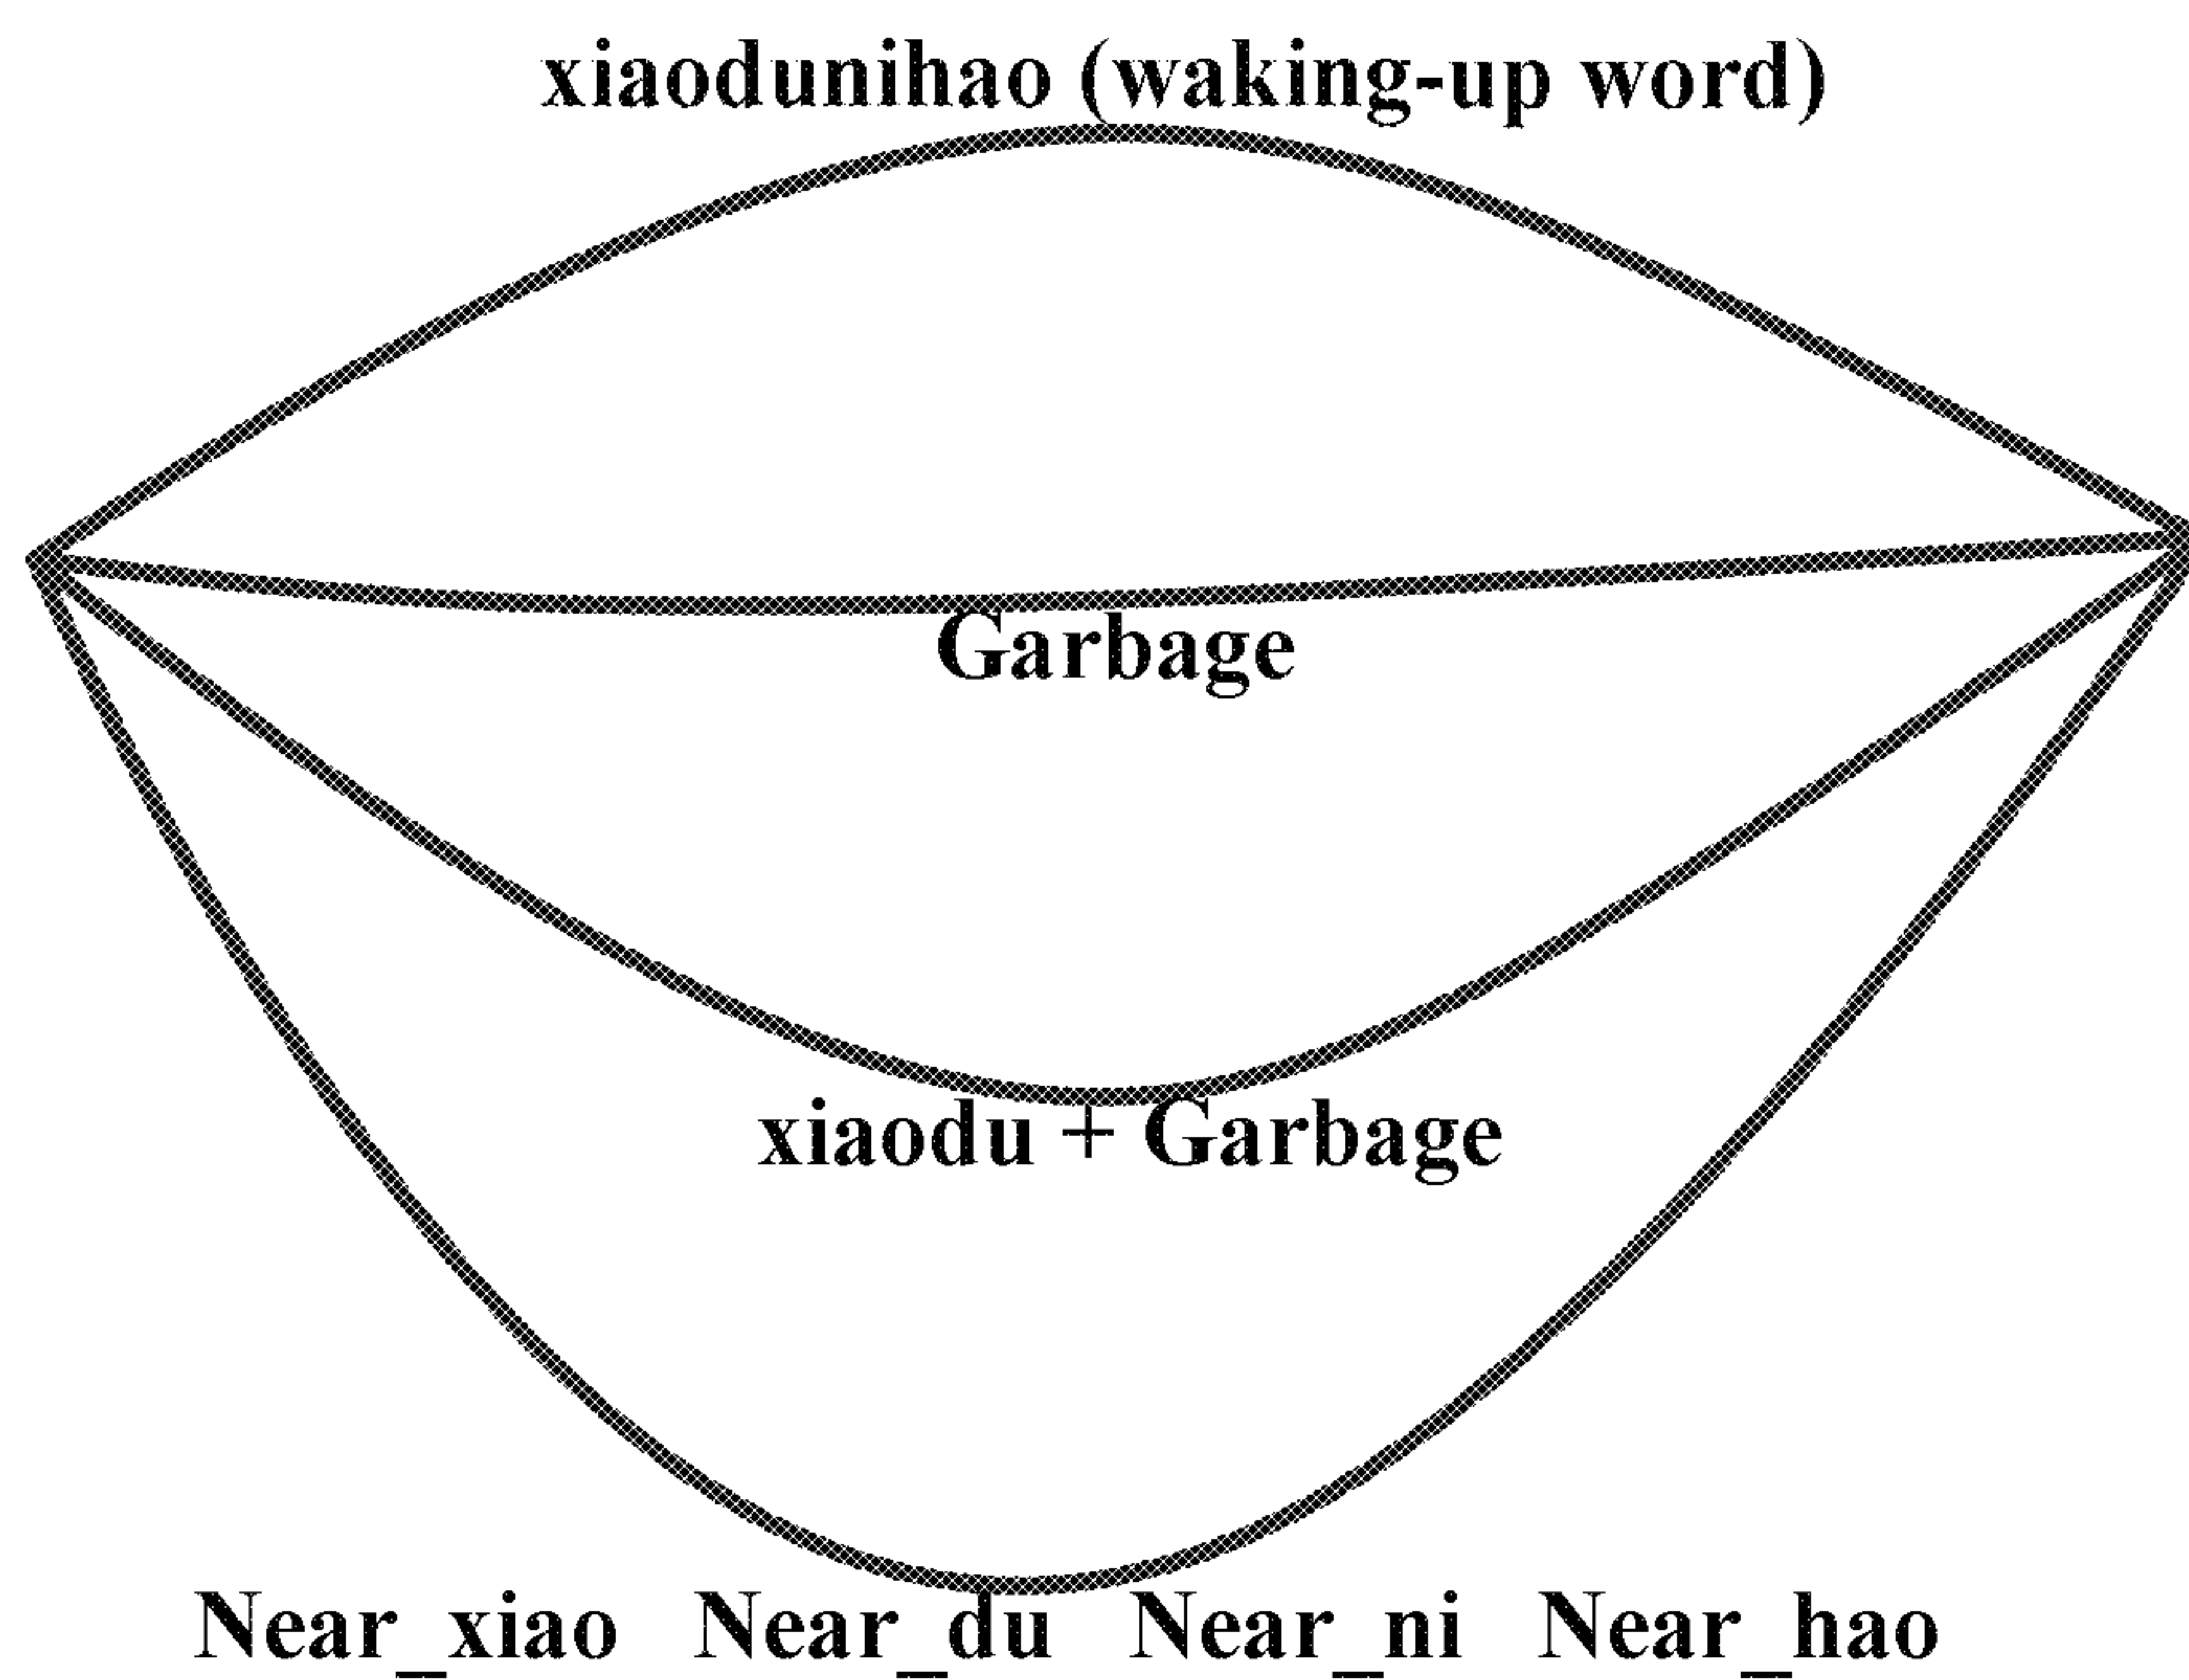 xiaodunihao (waking-up word)
Garbage
xiaodu + Garbage
Near_xiao Near_du Near_ni Near_hao